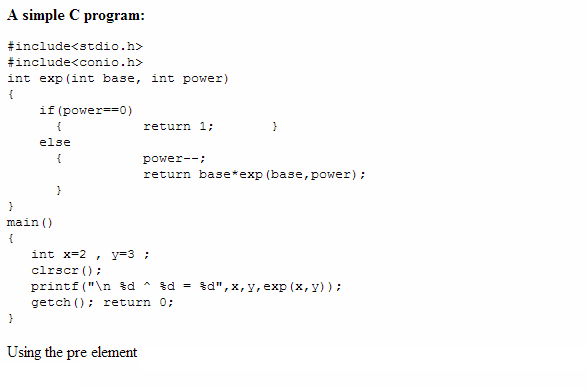 A simple C program:
#include<stdio.h>
#include<conio.h>
int exp(int base, int power)
{
    if(power==0)
      {          return 1;       }
    else
      {          power--;
                 return base*exp(base,power);
      }
}
main()
{
   int x=2 , y=3 ;
   clrscr();
   printf("\n %d ^ %d = %d",x,y,exp(x,y));
   getch(); return 0;
}
Using the pre element